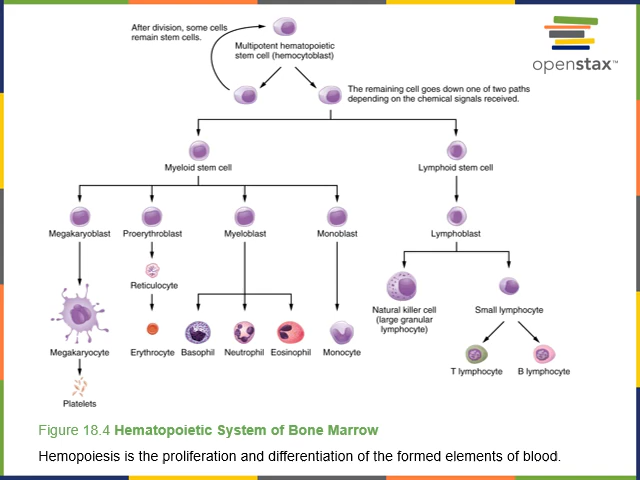 After division, some cells
remain stem cells.
Multipotent hematopoietic
stem cell (hemocytoblast)
openstax™
The remaining cell goes down one of two paths
depending on the chemical signals received.
Myeloid stem cell
Lymphoid stem cell
Megakaryoblast
Proerythroblast
Myeloblast
Monoblast
Lymphoblast
Reticulocyte
Natural killer cell
(large granular
lymphocyte)
Small lymphocyte
Megakaryocyte
Erythrocyte
Basophil
Neutrophil
Eosinophil
Monocyte
T lymphocyte
B lymphocyte
Platelets
Figure 18.4 Hematopoietic System of Bone Marrow
Hemopoiesis is the proliferation and differentiation of the formed elements of blood.